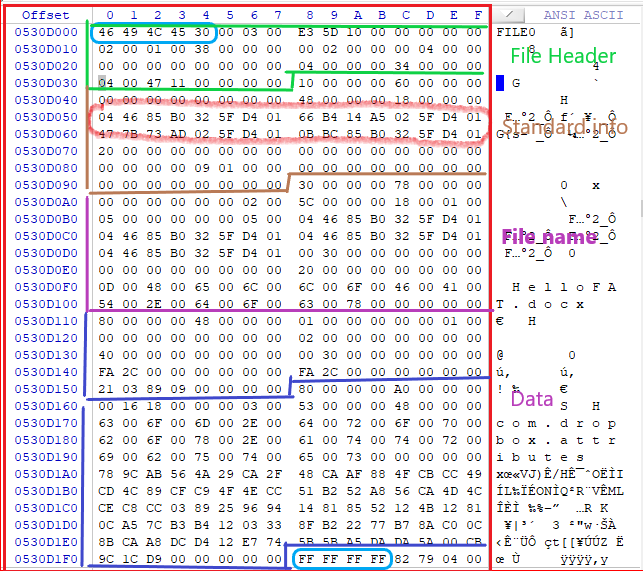 Offset 0 1 2 3 4 5 6 7 8 9 A B C D E F ANSI ASCII
0530D000 46 49 4C 45 30 00 03 00 E3 5D 10 00 00 00 00 00 FILE0 ã]
0530D010 02 00 01 00 38 00 00 00 00 02 00 00 00 04 00 00 8
File Header
0530D020 00 00 00 00 00 00 00 00 04 00 00 00 34 00 00 00 4
0530D030 04 00 47 11 00 00 00 00 10 00 00 00 60 00 00 00 G `
0530D040 00 00 00 00 00 00 00 00 48 00 00 00 18 00 00 00 H
0530D050 04 46 85 B0 32 5F D4 01 66 B4 14 A5 02 5F D4 01 F…°2_Ô f´ ¥ _Ô
Standard info
0530D060 47 7B 73 AD 02 5F D4 01 0B BC 85 B0 32 5F D4 01
0530D070 20 00 00 00 00 00 00 00 00 00 00 00 00 00 00 00
0530D080 00 00 00 00 09 01 00 00 00 00 00 00 00 00 00 00
0530D090 00 00 00 00 00 00 00 00 30 00 00 00 78 00 00 00 0 x
0530D0A0 00 00 00 00 00 00 02 00 5C 00 00 00 18 00 01 00 \
0530D0B0 05 00 00 00 00 00 05 00 04 46 85 B0 32 5F D4 01 F…°2_Ô
0530D0C0 04 46 85 B0 32 5F D4 01 04 46 85 B0 32 5F D4 01 F…°2_Ô F…°2_Ô
File name
0530D0D0 04 46 85 B0 32 5F D4 01 00 30 00 00 00 00 00 00 F…°2_Ô 0
0530D0E0 00 00 00 00 00 00 00 00 20 00 00 00 00 00 00 00
0530D0F0 0D 00 48 00 65 00 6C 00 6C 00 6F 00 46 00 41 00 H e l l o F A
0530D100 54 00 2E 00 64 00 6F 00 63 00 78 00 00 00 00 00 T . d o c x
0530D110 80 00 00 00 48 00 00 00 01 00 00 00 00 00 01 00 € H
0530D120 00 00 00 00 00 00 00 00 02 00 00 00 00 00 00 00
0530D130 40 00 00 00 00 00 00 00 00 30 00 00 00 00 00 00 @ 0
0530D140 FA 2C 00 00 00 00 00 00 FA 2C 00 00 00 00 00 00 ú, ú,
0530D150 21 03 89 09 00 00 00 00 80 00 00 00 A0 00 00 00 ! ‰ €
Data
0530D160 00 16 18 00 00 00 03 00 53 00 00 00 48 00 00 00 S H
0530D170 63 00 6F 00 6D 00 2E 00 64 00 72 00 6F 00 70 00 c o m . d r o p
0530D180 62 00 6F 00 78 00 2E 00 61 00 74 00 74 00 72 00 b o x . a t t r
0530D190 69 00 62 00 75 00 74 00 65 00 73 00 00 00 00 00 i b u t e s
0530D1A0 78 9C AB 56 4A 29 CA 2F 48 CA AF 88 4F CB CC 49 xœ«VJ)Ê/HÊ¯ˆOËÌI
0530D1B0 CD 4C 89 CF C9 4F 4E CC 51 B2 52 A8 56 CA 4D 4C ÍL‰ÏÉONÌQ²R¨VÊML
0530D1C0 CE C8 CC 03 89 25 96 94 14 81 85 52 12 4B 12 81 ÎÈÌ ‰%–” …R K
0530D1D0 0C A5 7C B3 B4 12 03 33 8F B2 22 77 B7 8A C0 0C ¥|³´ 3 ²"w·ŠÀ
0530D1E0 8B CA A8 DC D4 12 E7 74 5B 5B A5 DA DA 5A 00 CB ‹Ê¨ÜÔ çt[[¥ÚÚZ Ë
0530D1F0 9C 1C D9 00 00 00 00 00 FF FF FF FF 82 79 04 00 œ Ù ÿÿÿÿ‚y